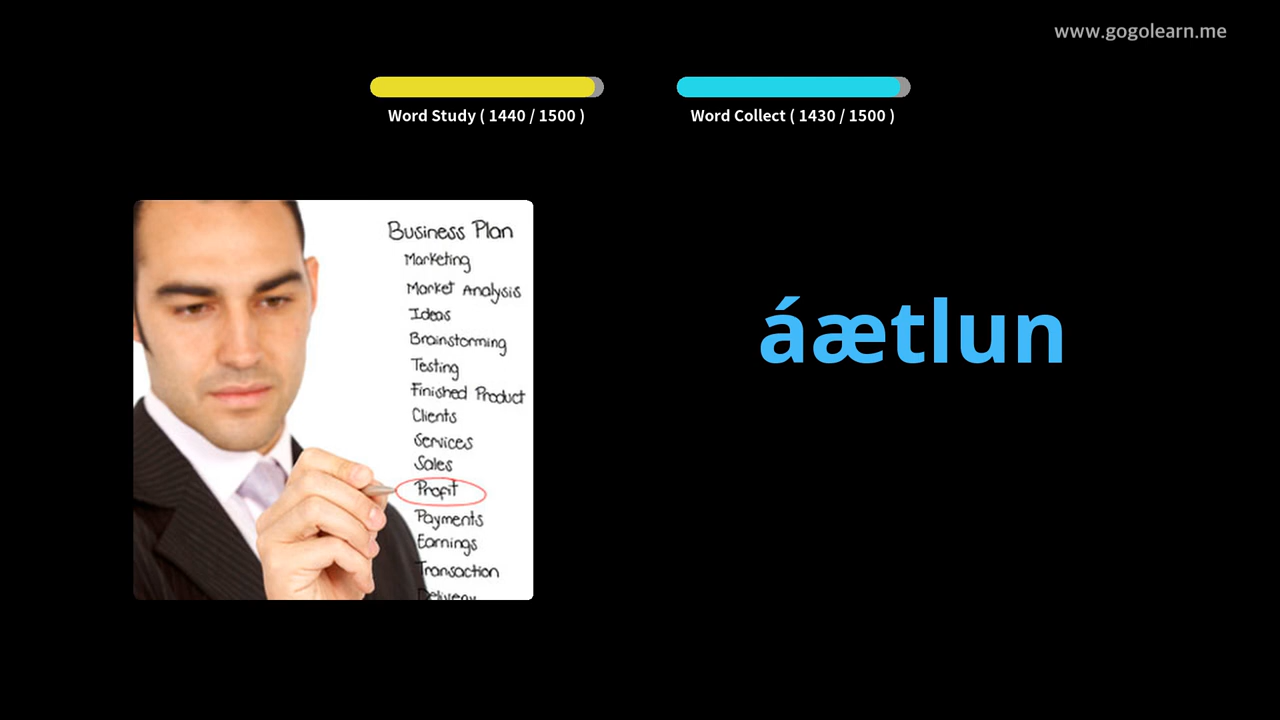 www.gogolearn.me
Word Study ( 1440 / 1500 )
Word Collect ( 1430 / 1500 )
Business Plan
Marketing
Market Analysis
Ideas
Brainstorming
Testing
Finished Product
Clients
Services
Sales
Profit
Payments
Earnings
Transaction
Delivery
áætlun